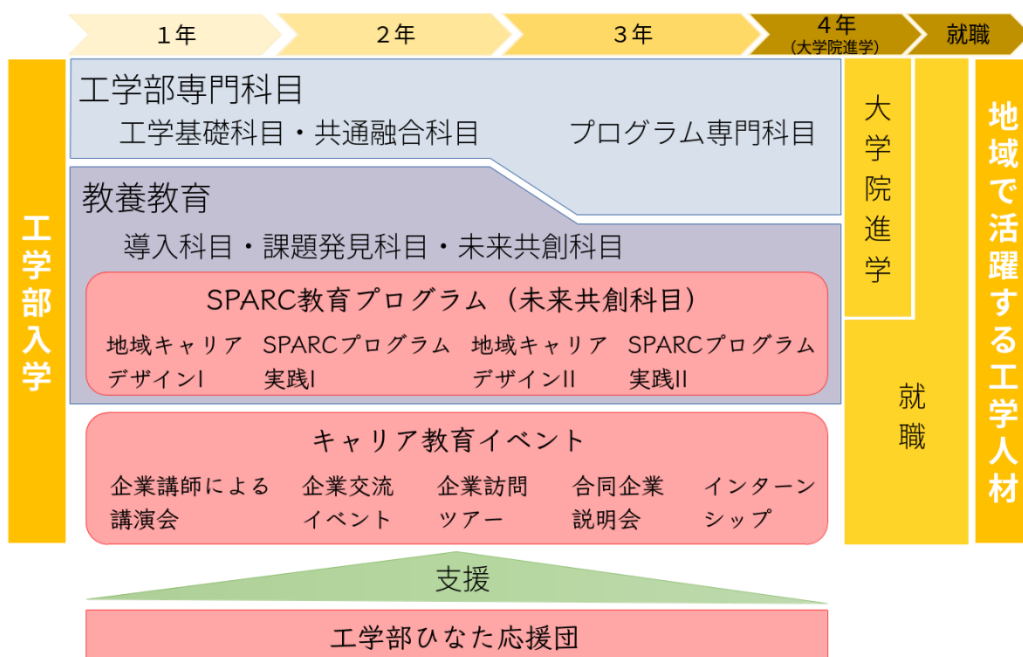 1年
2年
3年
4年
(大学院進学)
就職
工学部入学
工学部専門科目
工学基礎科目・共通融合科目
プログラム専門科目
教養教育
導入科目・課題発見科目・未来共創科目
SPARC教育プログラム（未来共創科目）
地域キャリア
デザインI
SPARCプログラム
実践I
地域キャリア
デザインII
SPARCプログラム
実践II
キャリア教育イベント
企業講師による
講演会
企業交流
イベント
企業訪問
ツアー
合同企業
説明会
インターン
シップ
大学院進学
就職
地域で活躍する工学人材
支援
工学部ひなた応援団